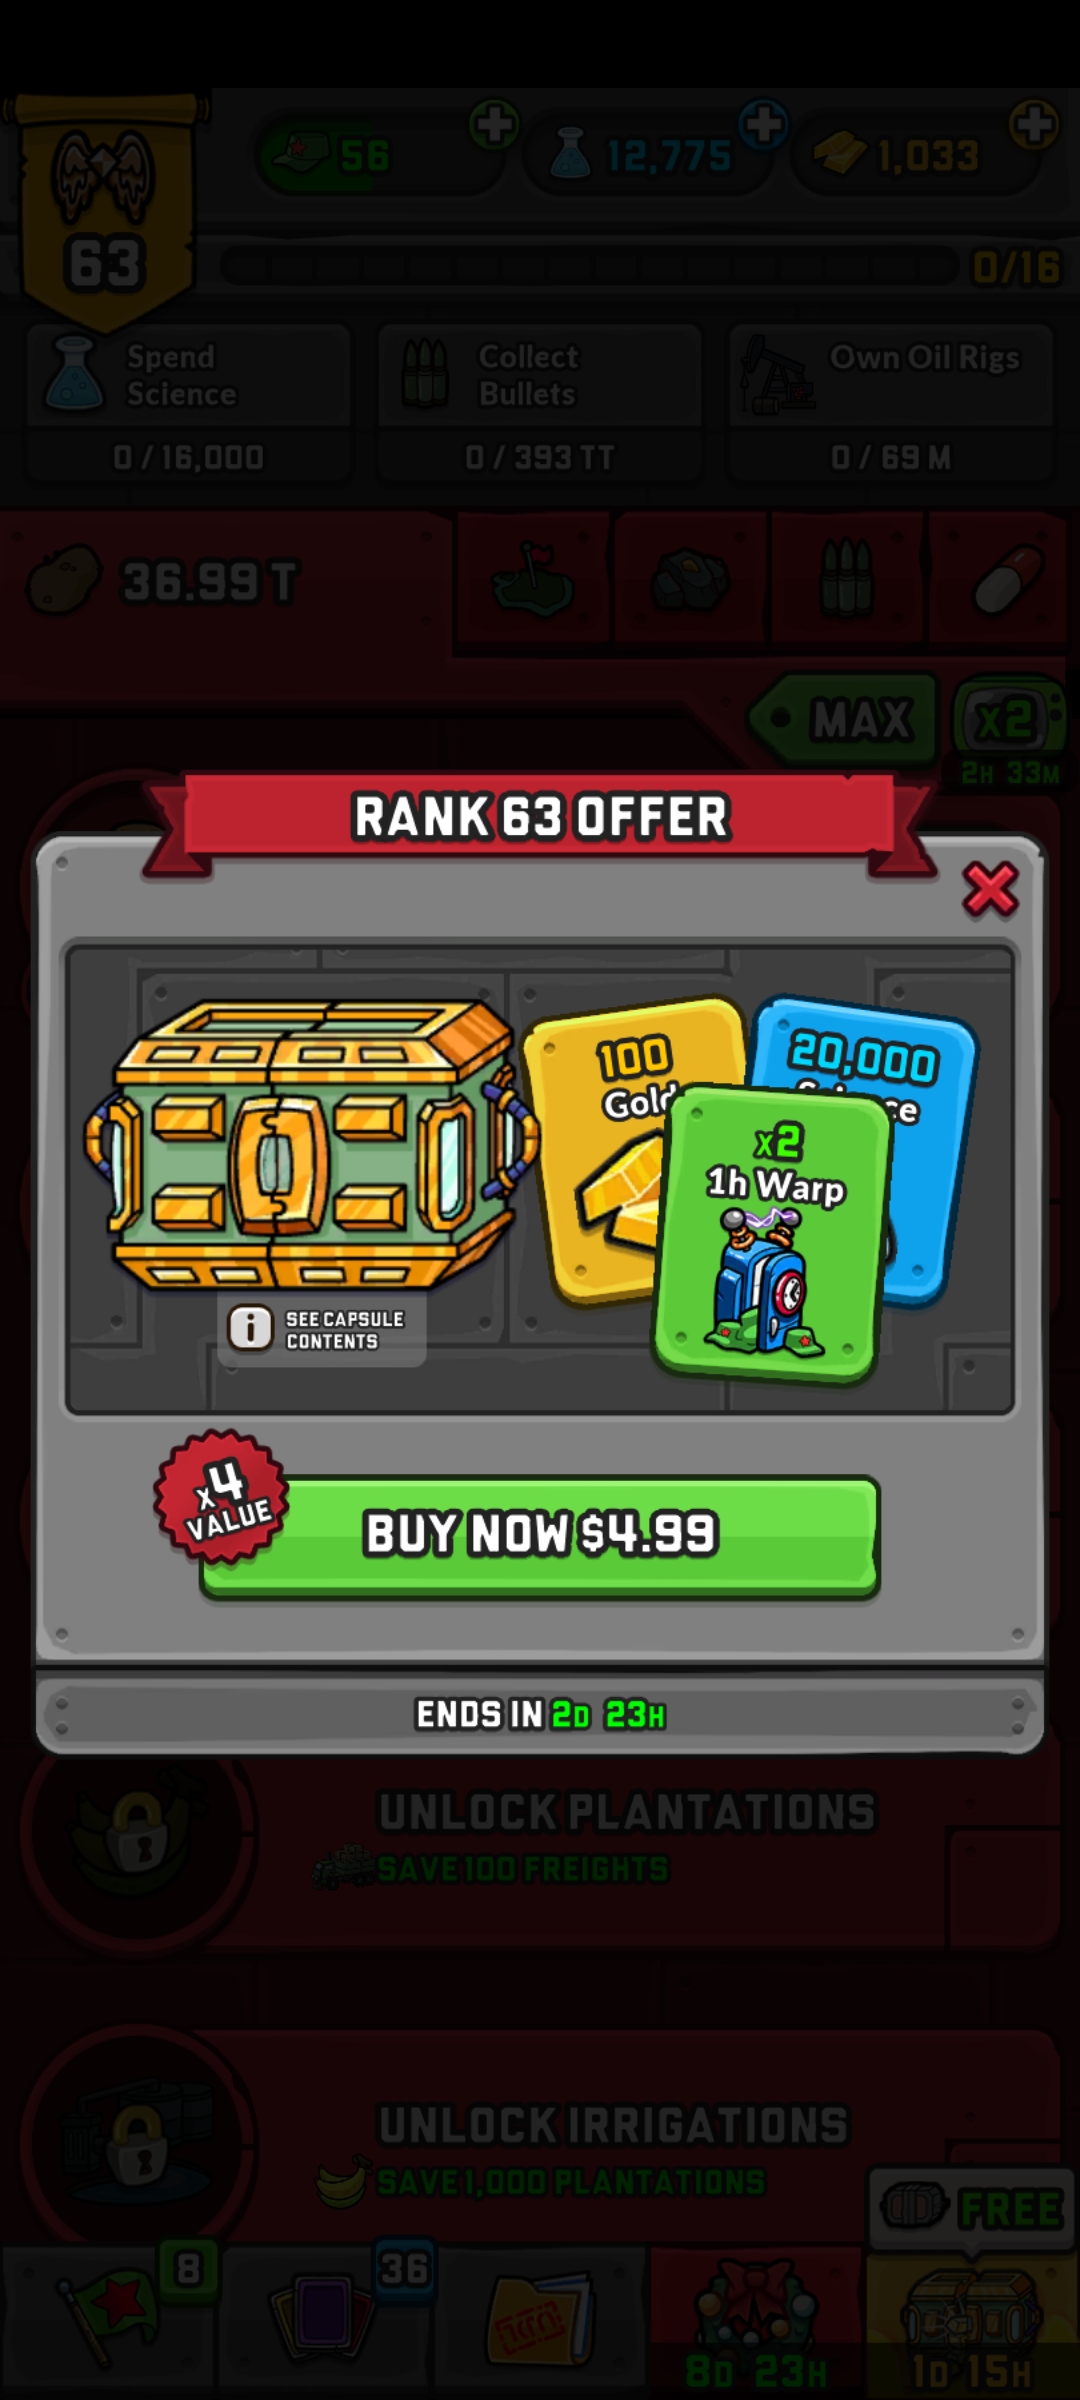 56
12,775
1,033
63
0/16
Spend
Science
0 / 16,000
Collect
Bullets
0 / 393 TT
Own Oil Rigs
0 / 69 M
36.99 T
MAX
x2
2H 33M
RANK 63 OFFER
100
Gold
20,000
x2
1h Warp
i
SEE CAPSULE
CONTENTS
x4
VALUE
BUY NOW $4.99
ENDS IN 2D 23H
UNLOCK PLANTATIONS
SAVE 100 FREIGHTS
UNLOCK IRRIGATIONS
SAVE 1,000 PLANTATIONS
FREE
8
36
8D 23H
1D 15H